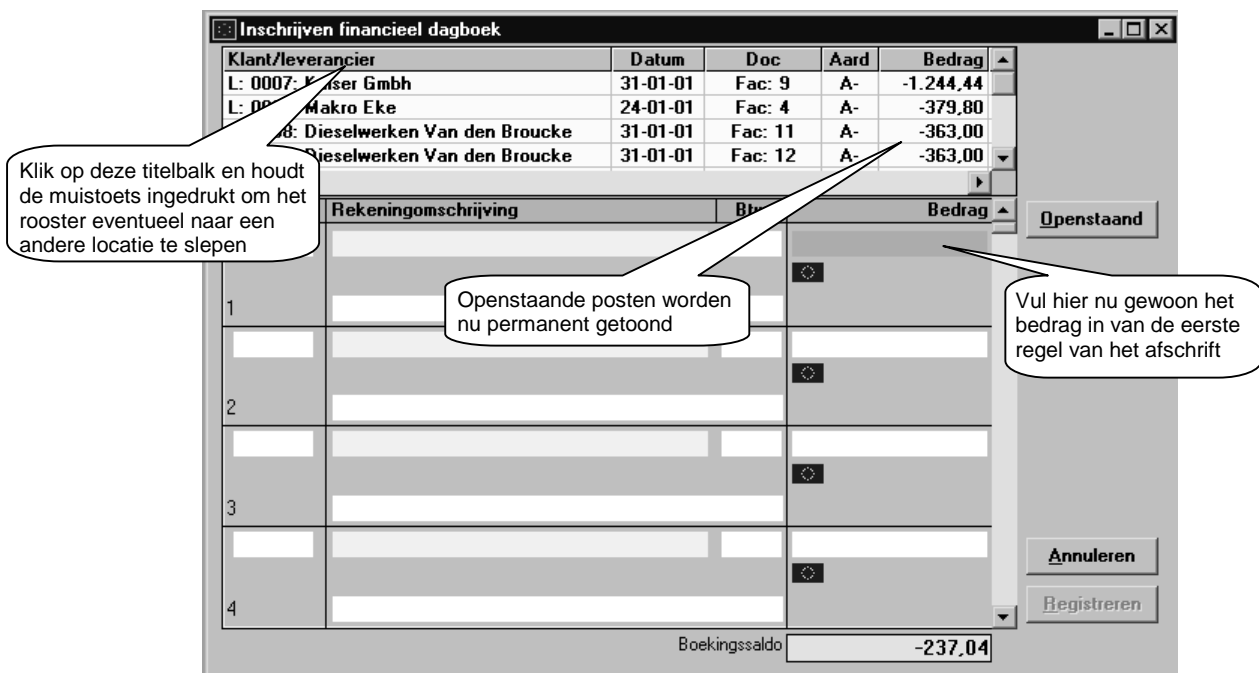 Inschrijven financieel dagboek
Klant/leverancier Datum Doc Aard Bedrag
L: 0007: Gmbh 31-01-01 Fac: 9 A- -1.244,44
L: Makro Eke 24-01-01 Fac: 4 A- -379,80
Dieselwerken Van den Broucke 31-01-01 Fac: 11 A- -363,00
Dieselwerken Van den Broucke 31-01-01 Fac: 12 A- -363,00
Klik op deze titelbalk en houdt
de muistoets ingedrukt om het
rooster eventueel naar een
andere locatie te slepen
Rekeningomschrijving Bedrag
Openstaand
Openstaande posten worden
nu permanent getoond
Vul hier nu gewoon het
bedrag in van de eerste
regel van het afschrift
1
2
3
4
Annuleren
Registreren
Boekingssaldo -237,04